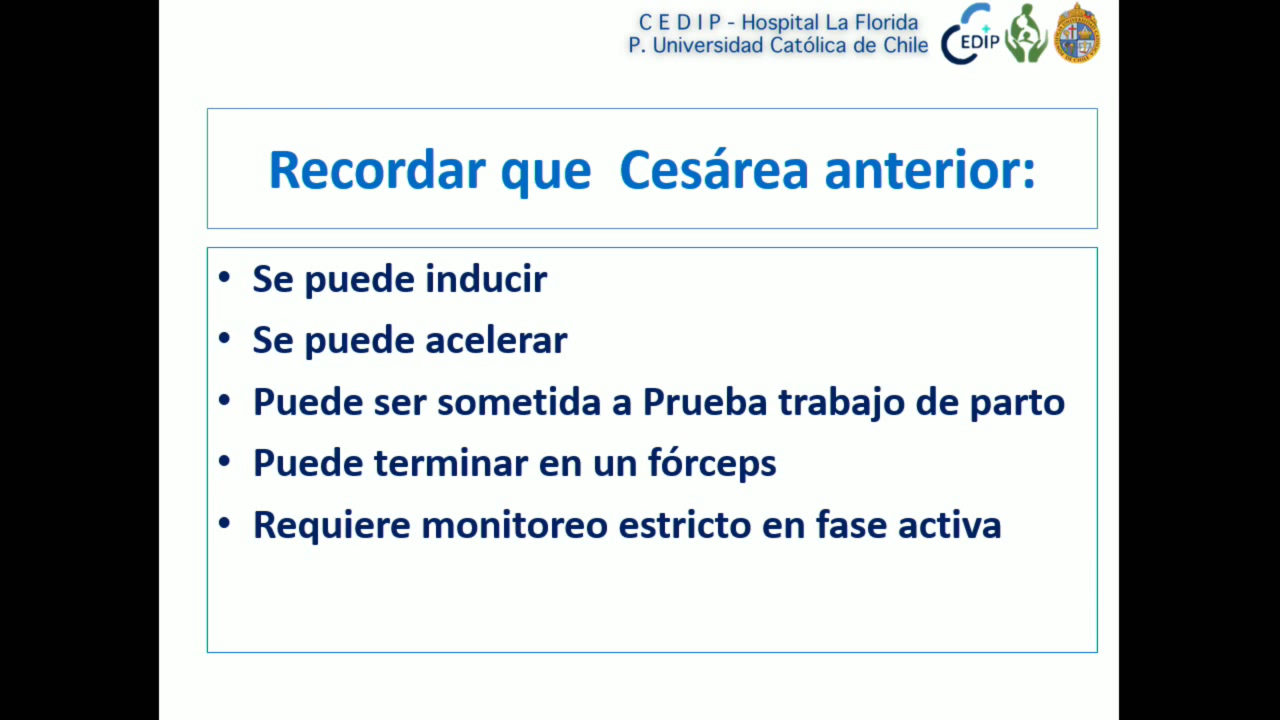 C E D I P - Hospital La Florida
P. Universidad Católica de Chile
EDIP
Recordar que Cesárea anterior:
• Se puede inducir
• Se puede acelerar
• Puede ser sometida a Prueba trabajo de parto
• Puede terminar en un fórceps
• Requiere monitoreo estricto en fase activa